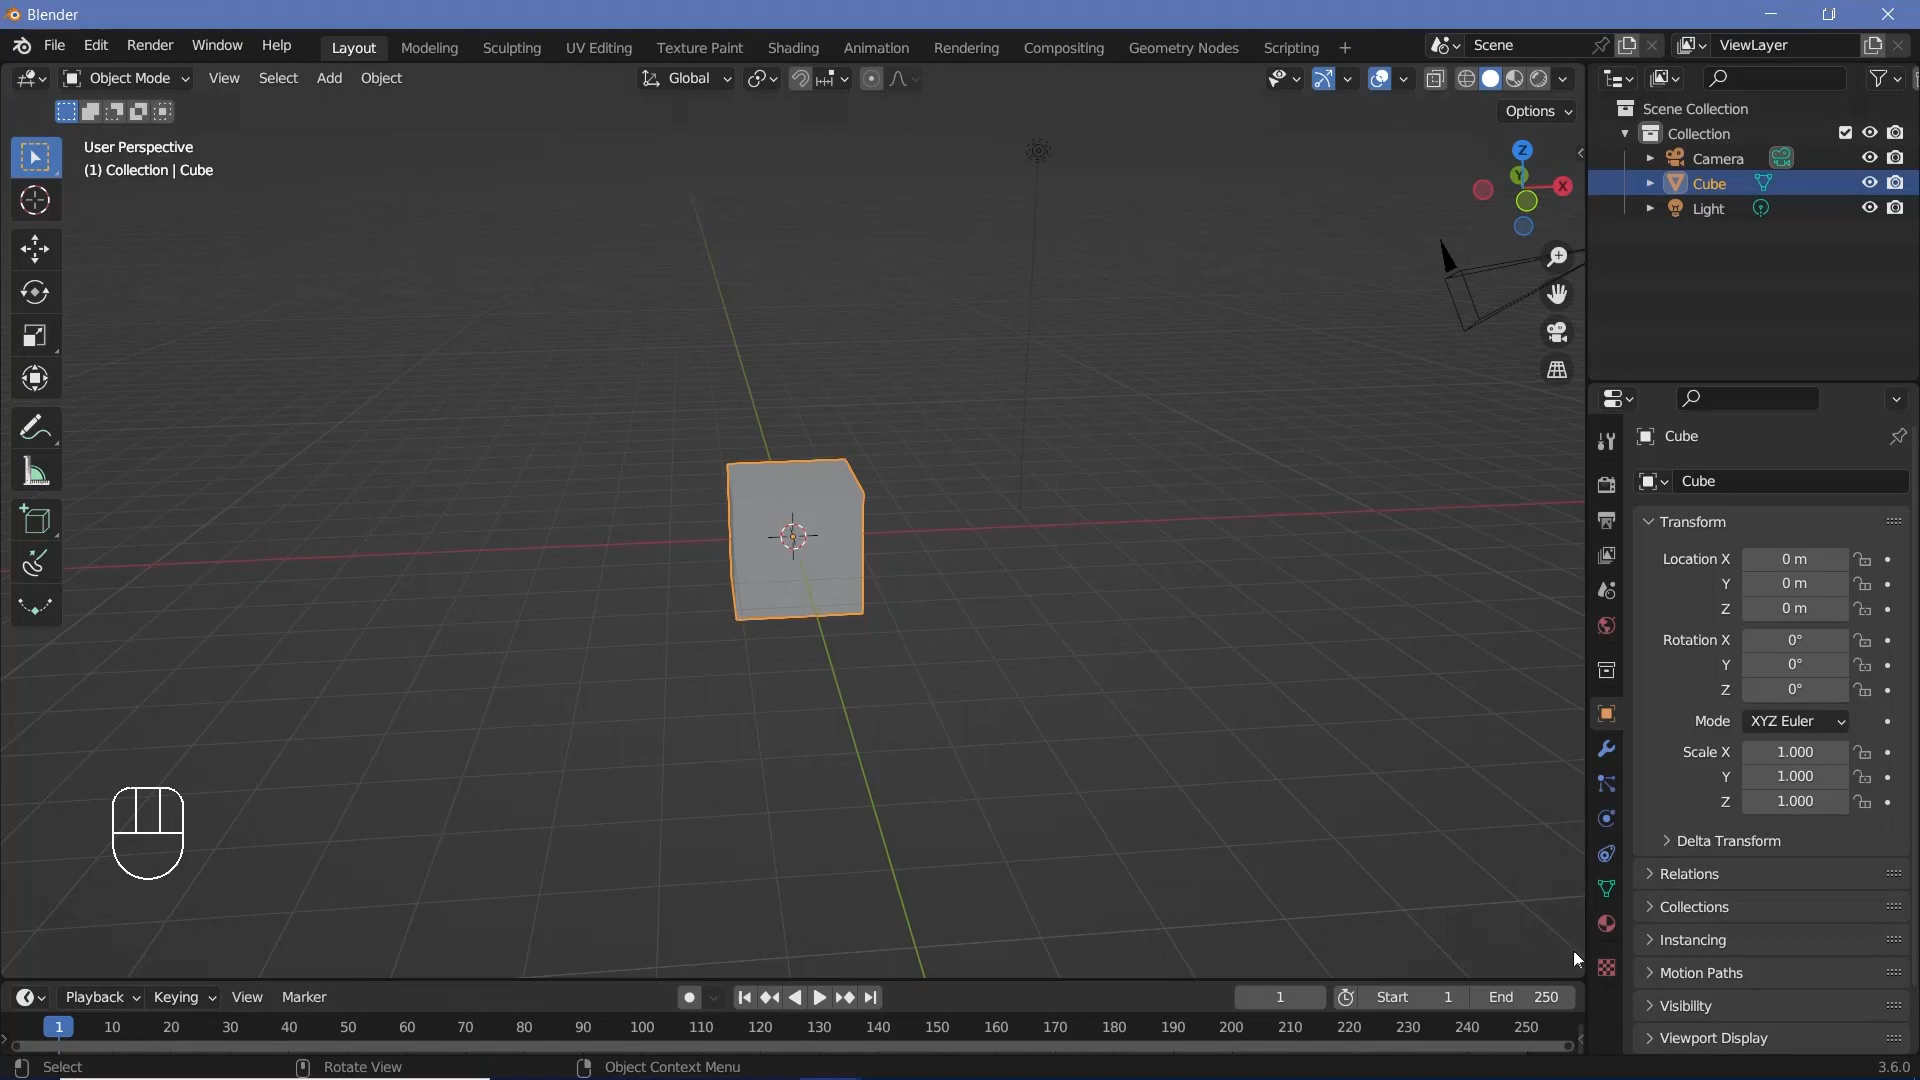 Blender
File Edit Render Window Help Layout Modeling Sculpting UV Editing Texture Paint Shading Animation Rendering Compositing Geometry Nodes Scripting + Scene ViewLayer
Object Mode View Select Add Object Global
Options
User Perspective
(1) Collection | Cube
Z
Y
X
Scene Collection
Collection
Camera
Cube
Light
Cube
Cube
Transform
Location X 0 m
Y 0 m
Z 0 m
Rotation X 0°
Y 0°
Z 0°
Mode XYZ Euler
Scale X 1.000
Y 1.000
Z 1.000
Delta Transform
Relations
Collections
Instancing
Motion Paths
Visibility
Viewport Display
Playback Keying View Marker 1 Start 1 End 250
1 10 20 30 40 50 60 70 80 90 100 110 120 130 140 150 160 170 180 190 200 210 220 230 240 250
Select Rotate View Object Context Menu 3.6.0